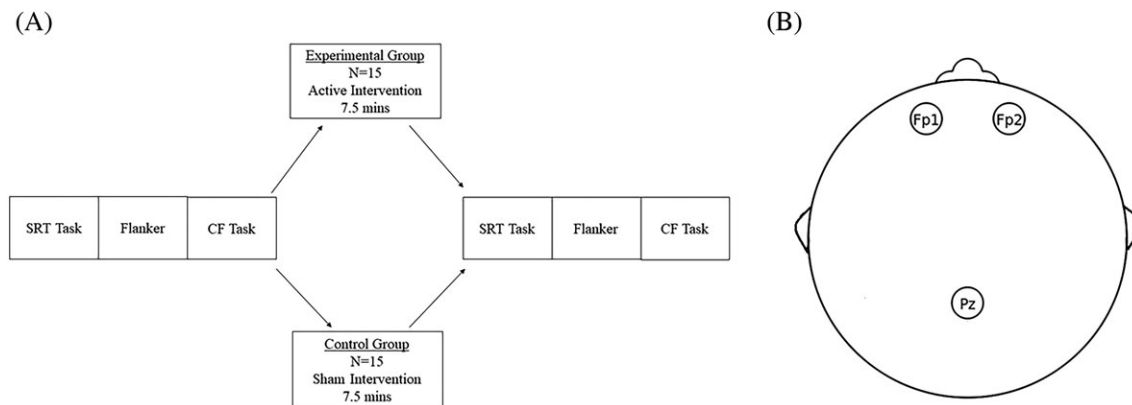 (A)
Experimental Group
N=15
Active Intervention
7.5 mins
SRT Task
Flanker
CF Task
SRT Task
Flanker
CF Task
Control Group
N=15
Sham Intervention
7.5 mins
(B)
Fp1
Fp2
Pz